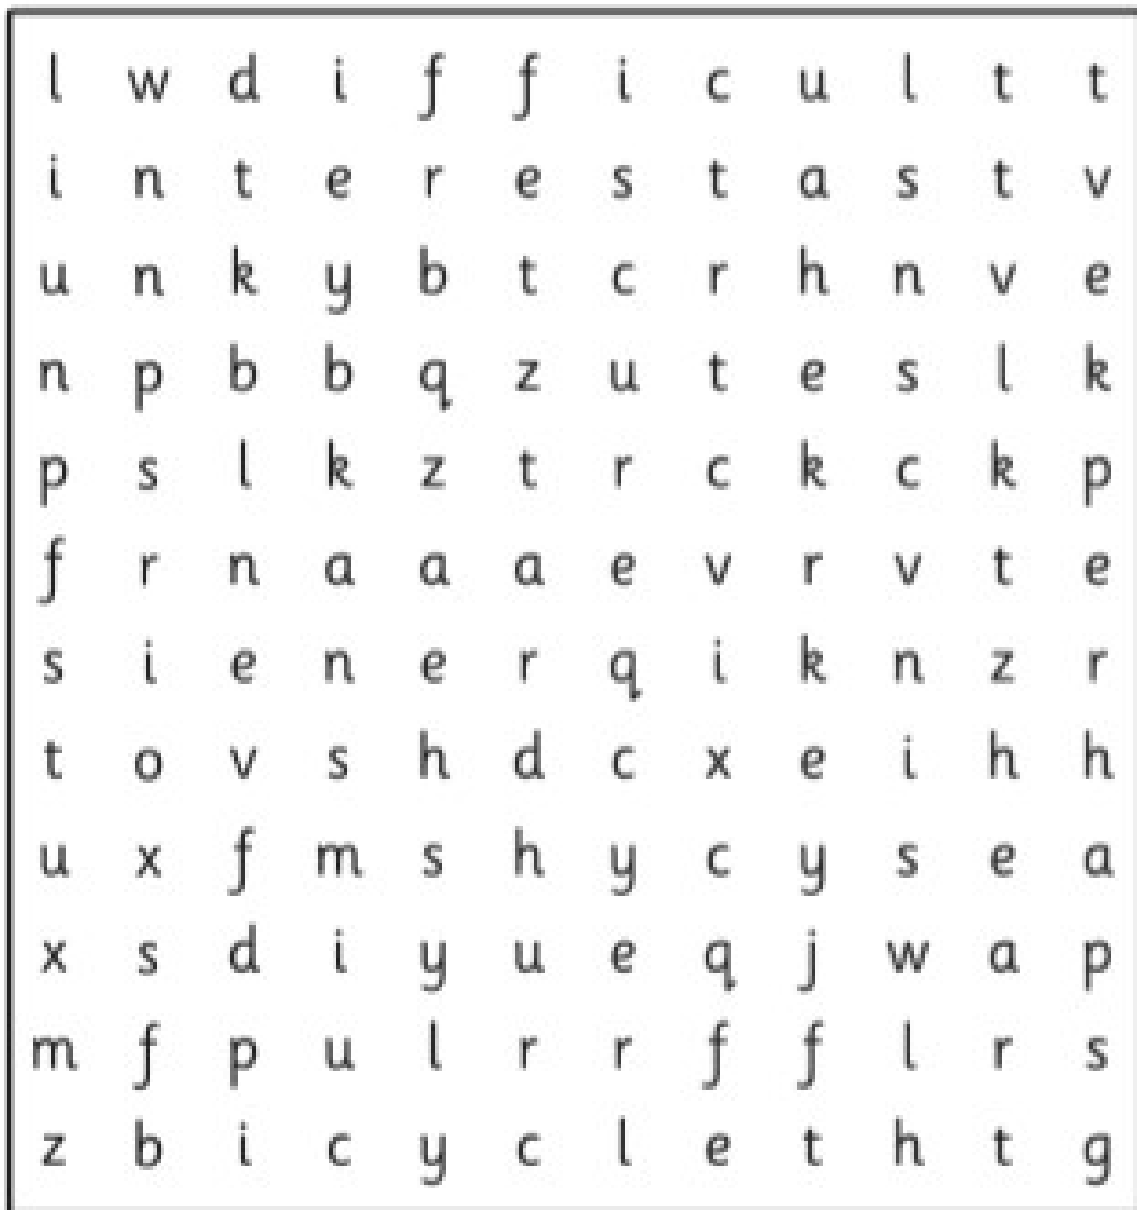 l w d i f f i c u l t t
i n t e r e s t a s t v
u n k y b t c r h n v e
n p b b q z u t e s l k
p s l k z t r c k c k p
f r n a a a e v r v t e
s i e n e r q i k n z r
t o v s h d c x e i h h
u x f m s h y c y s e a
x s d i y u e q j w a p
m f p u l r r f f l r s
z b i c y c l e t h t g